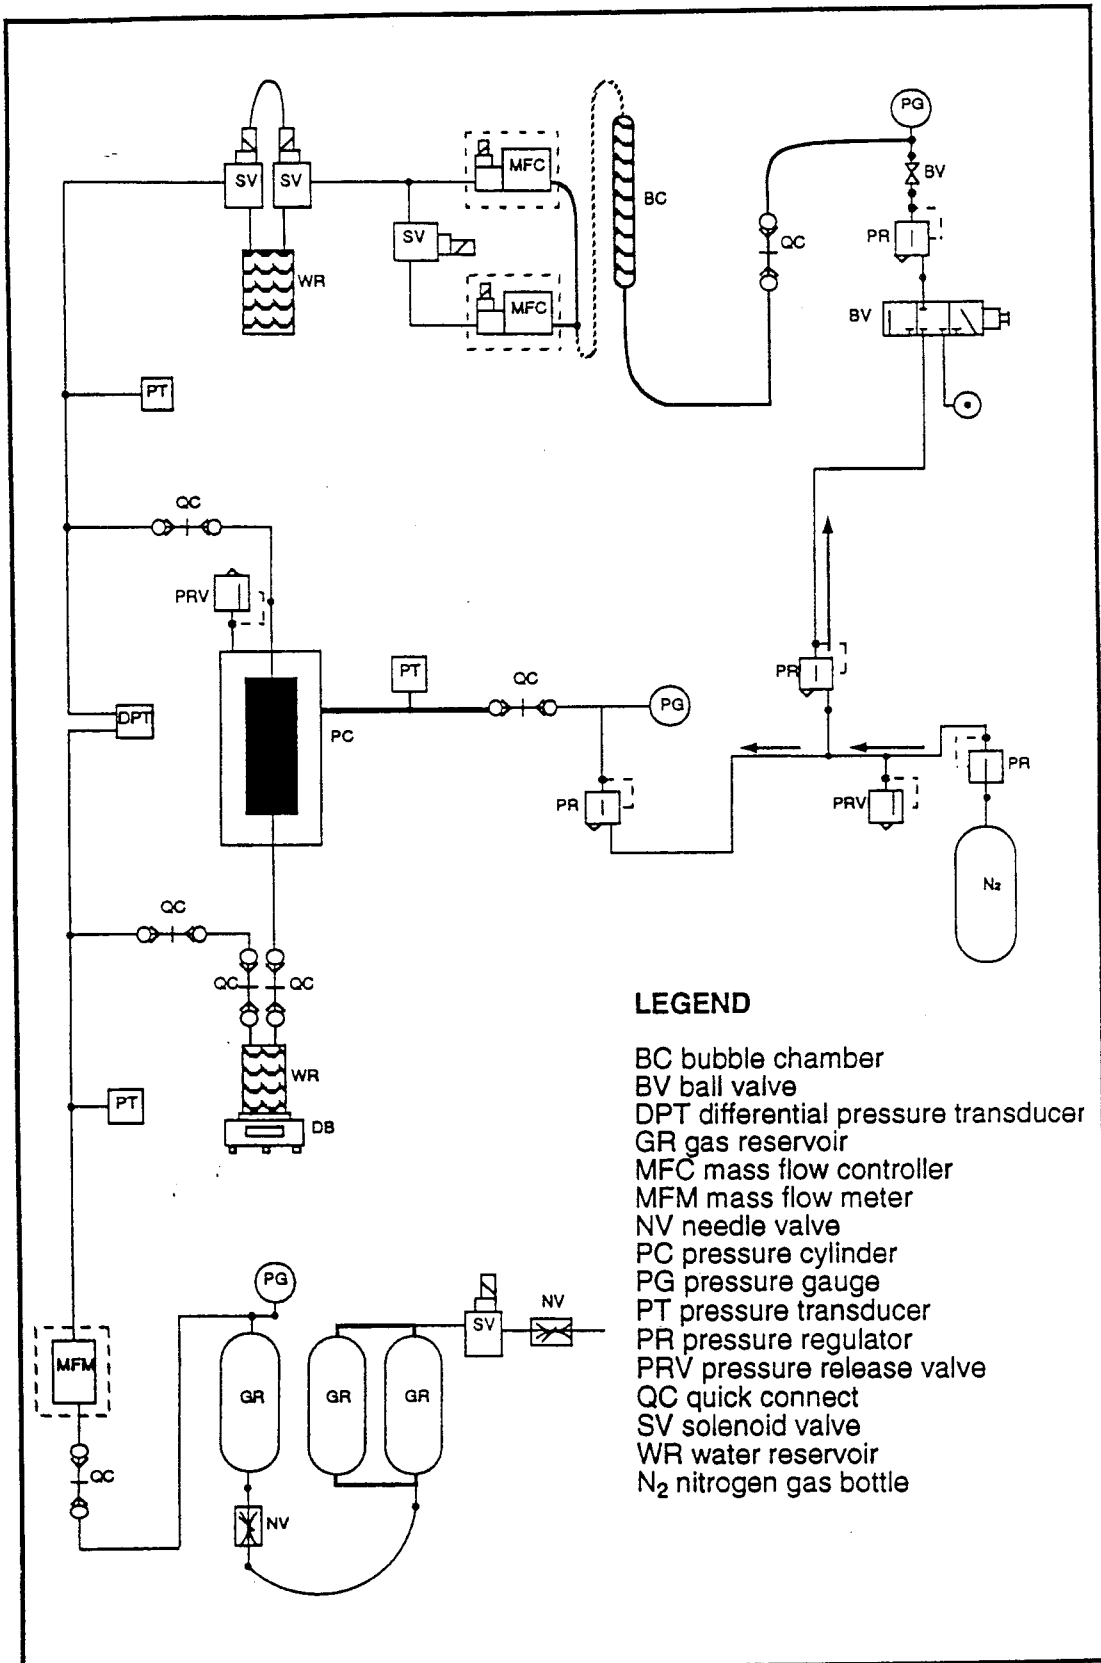 PG
SV
SV
MFC
BV
BC
SV
PR
QC
WR
MFC
BV
PT
QC
PRV
PT
QC
PR
PG
DPT
PC
PR
PR
PRV
N₂
QC
QC
QC
LEGEND
BC bubble chamber
WR
BV ball valve
PT
DPT differential pressure transducer
DB
GR gas reservoir
MFC mass flow controller
MFM mass flow meter
NV needle valve
PC pressure cylinder
PG
PG pressure gauge
NV
PT pressure transducer
SV
PR pressure regulator
MFM
PRV pressure release valve
GR
GR
GR
QC quick connect
SV solenoid valve
WR water reservoir
QC
N₂ nitrogen gas bottle
NV